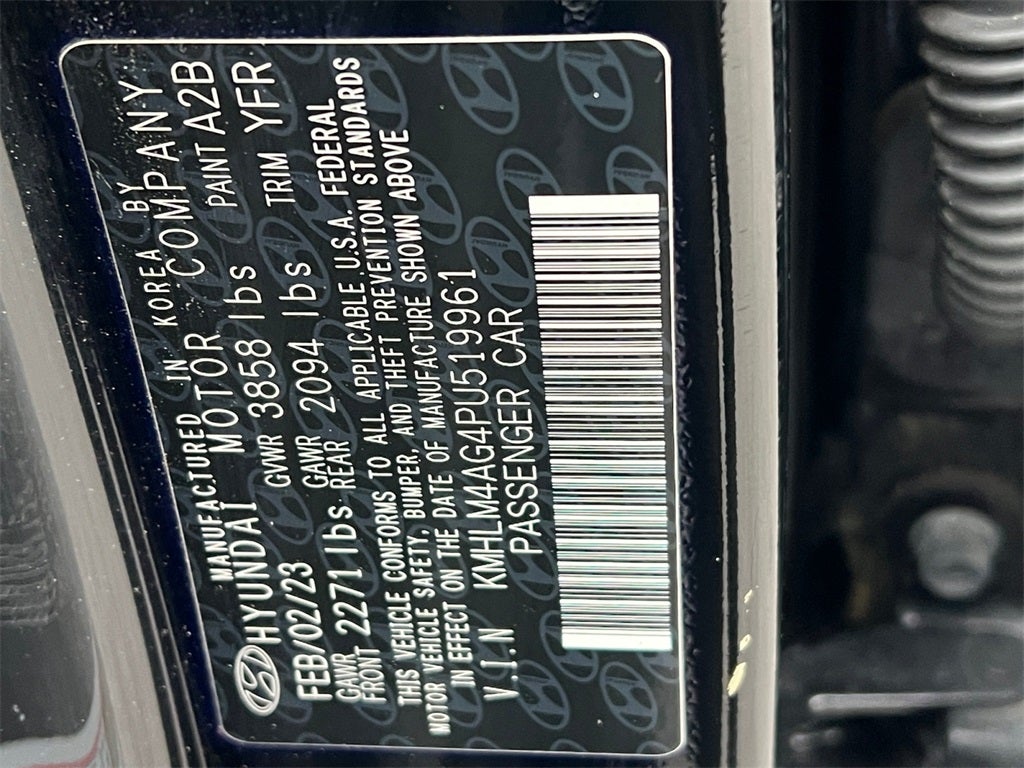 MANUFACTURED IN KOREA BY
HYUNDAI MOTOR COMPANY
FEB/02/23 GVWR 3858 lbs PAINT A2B
GAWR FRONT 2271 lbs GAWR REAR 2094 lbs TRIM YFR
THIS VEHICLE CONFORMS TO ALL APPLICABLE U.S.A. FEDERAL
MOTOR VEHICLE SAFETY, BUMPER, AND THEFT PREVENTION STANDARDS
IN EFFECT ON THE DATE OF MANUFACTURE SHOWN ABOVE
V.I.N KMHLM4AG4PU519961
PASSENGER CAR